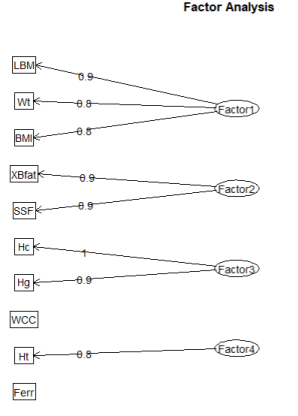 Factor Analysis
LBM
0.9
Wt
0.8
Factor1
BMI
0.8
XBfat
0.9
Factor2
SSF
0.9
Hc
1
Factor3
Hg
0.9
WCC
Factor4
Ht
0.8
Ferr